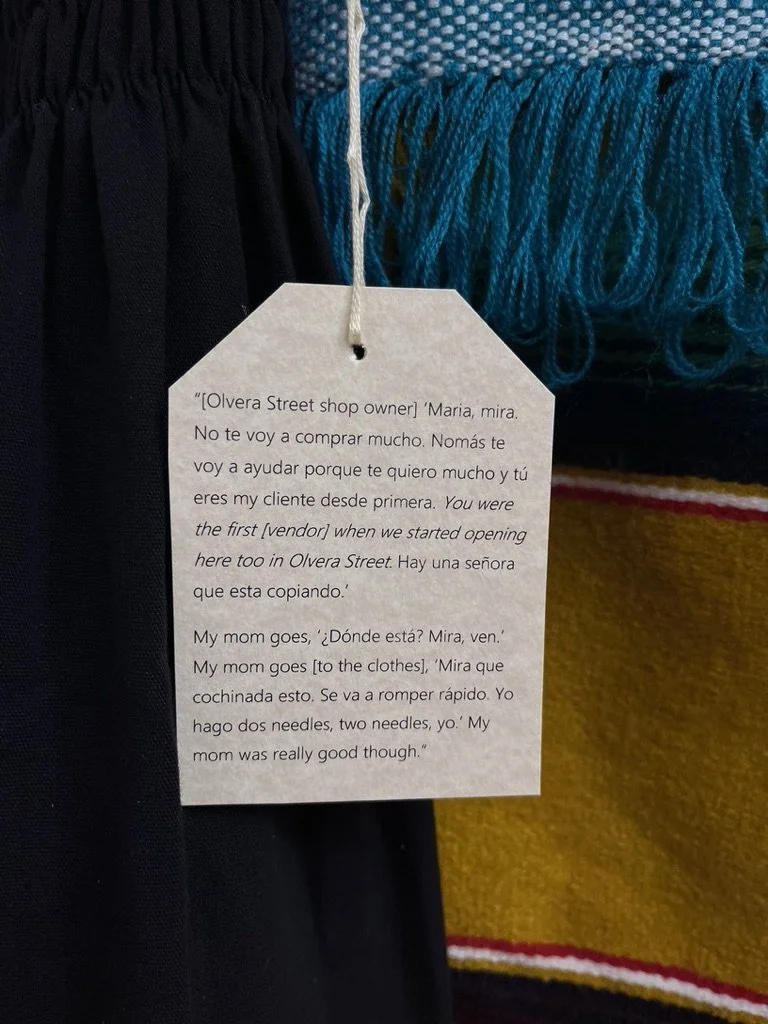 "[Olvera Street shop owner] 'Maria, mira.
No te voy a comprar mucho. Nomás te
voy a ayudar porque te quiero mucho y tú
eres my cliente desde primera. You were
the first [vendor] when we started opening
here too in Olvera Street. Hay una señora
que esta copiando.'
My mom goes, '¿Dónde está? Mira, ven.'
My mom goes [to the clothes], 'Mira que
cochinada esto. Se va a romper rápido. Yo
hago dos needles, two needles, yo.' My
mom was really good though."